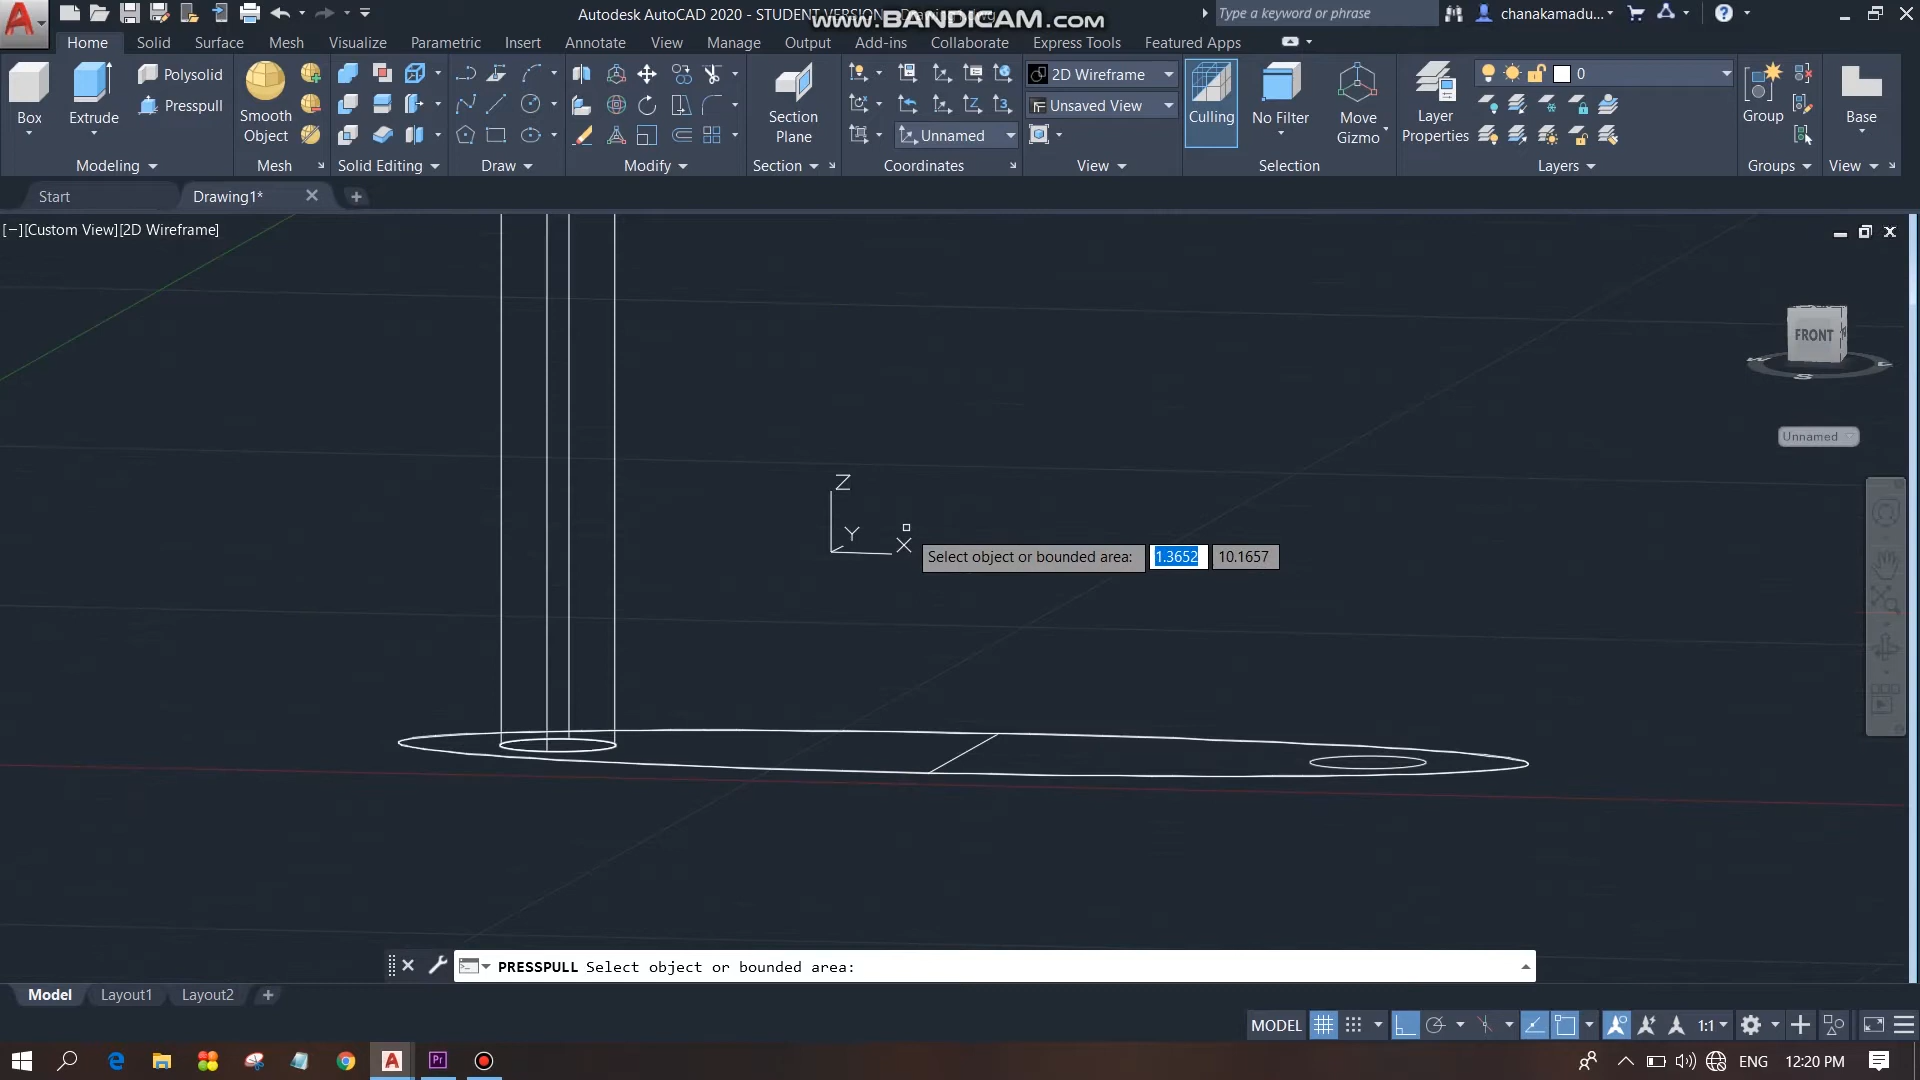 Autodesk AutoCAD 2020 - STUDENT VERSION
www.BANDICAM.com
Type a keyword or phrase
chanakamadu...
Home Solid Surface Mesh Visualize Parametric Insert Annotate View Manage Output Add-ins Collaborate Express Tools Featured Apps
Box
Extrude
Polysolid
Presspull
Smooth
Object
Section
Plane
Unnamed
2D Wireframe
Unsaved View
Culling
No Filter
Move
Gizmo
Layer
Properties
0
Group
Base
Modeling Mesh Solid Editing Draw Modify Section Coordinates View Selection Layers Groups View
Start Drawing1*
[−][Custom View][2D Wireframe]
FRONT
W S
Unnamed
Z
Y
X
Select object or bounded area: 1.3652 10.1657
PRESSPULL Select object or bounded area:
Model Layout1 Layout2
MODEL 1:1
A Pr
ENG 12:20 PM